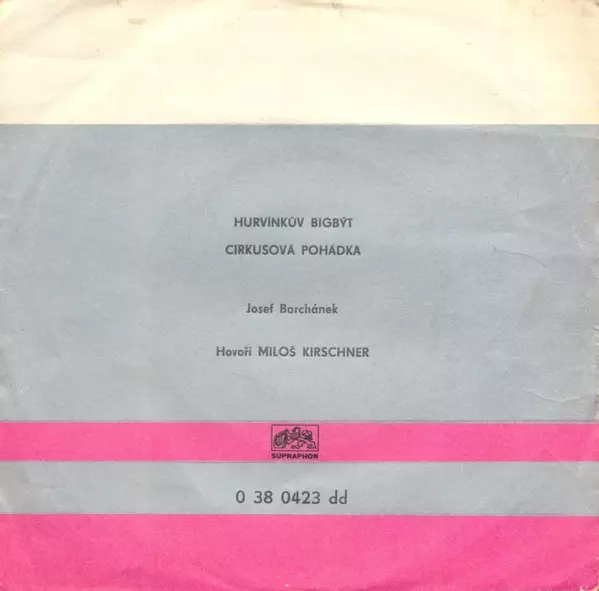 HURVÍNKŮV BIGBÝT
CIRKUSOVÁ POHÁDKA
Josef Barchánek
Hovoří MILOŠ KIRSCHNER
SUPRAPHON
0 38 0423 dd